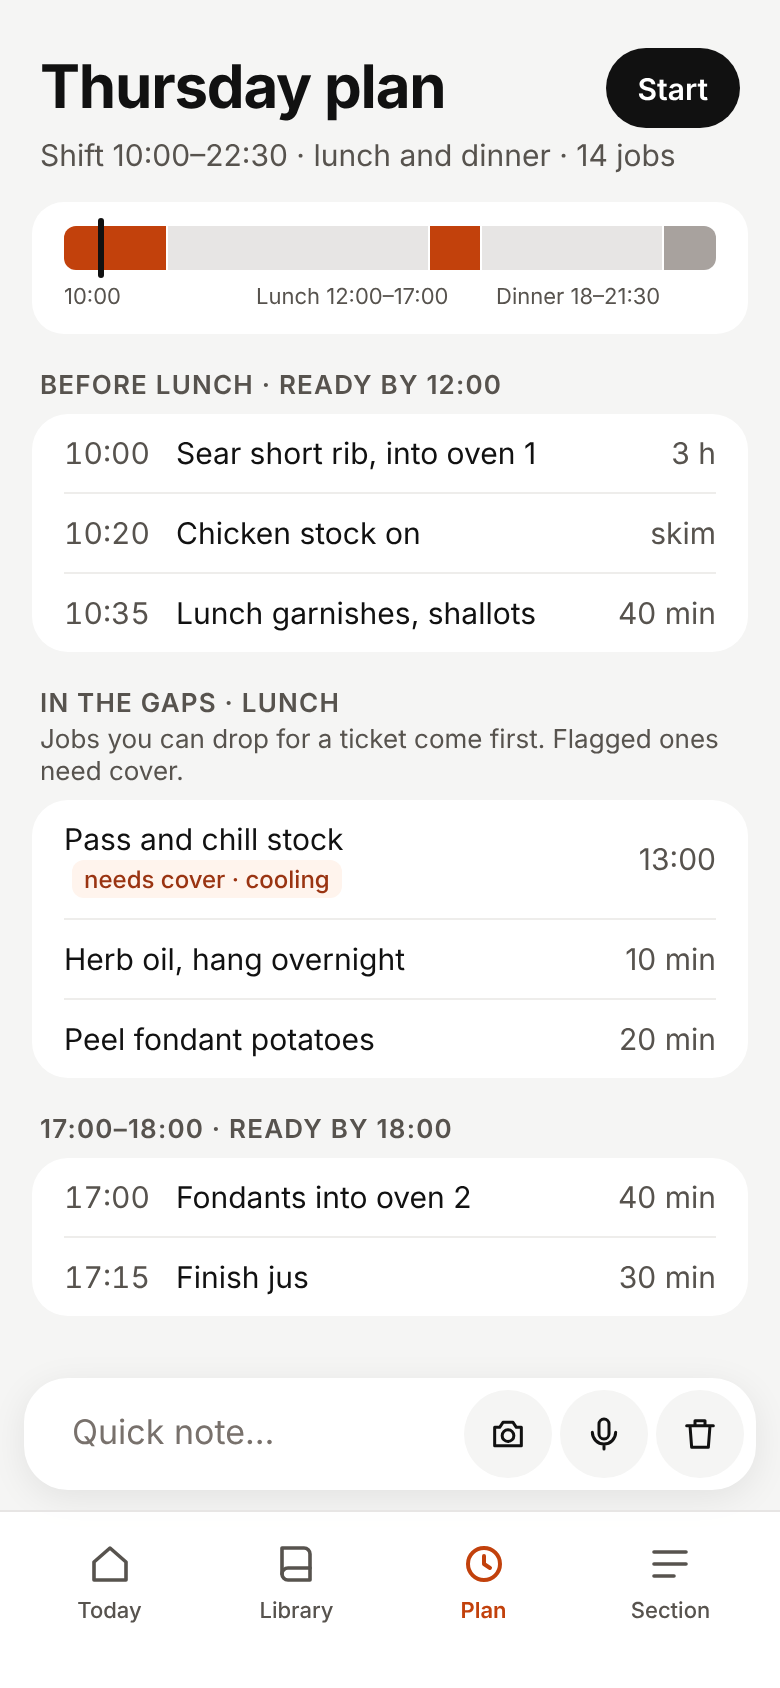 Thursday plan
Start
Shift 10:00–22:30 · lunch and dinner · 14 jobs
10:00
Lunch 12:00–17:00
Dinner 18–21:30
BEFORE LUNCH · READY BY 12:00
10:00 Sear short rib, into oven 1 3 h
10:20 Chicken stock on skim
10:35 Lunch garnishes, shallots 40 min
IN THE GAPS · LUNCH
Jobs you can drop for a ticket come first. Flagged ones
need cover.
Pass and chill stock
needs cover · cooling
13:00
Herb oil, hang overnight 10 min
Peel fondant potatoes 20 min
17:00–18:00 · READY BY 18:00
17:00 Fondants into oven 2 40 min
17:15 Finish jus 30 min
Quick note...
Today
Library
Plan
Section